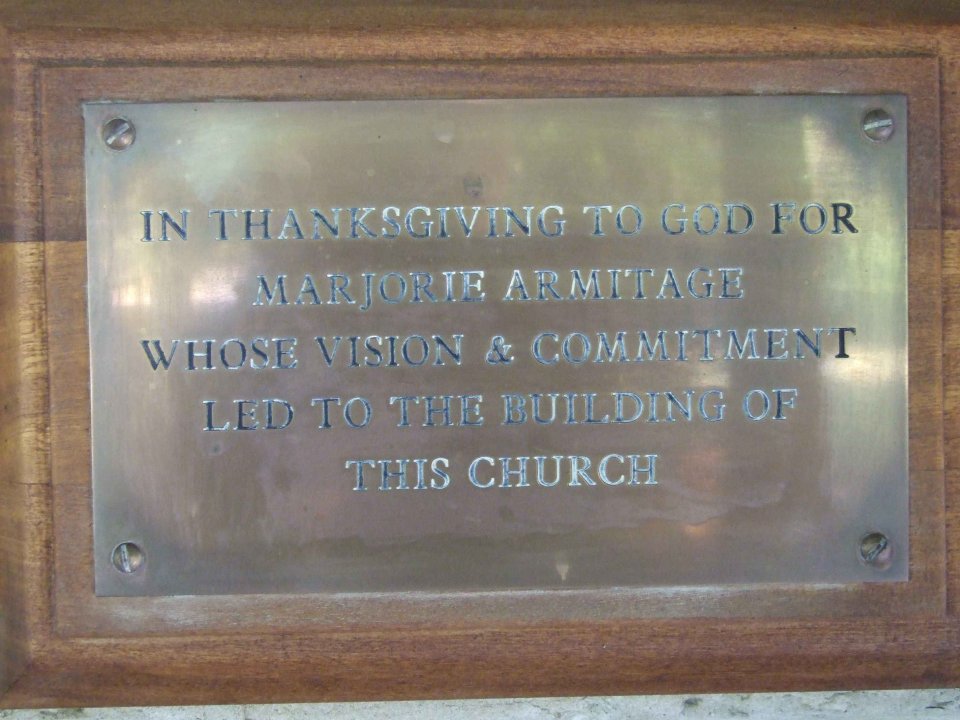 IN THANKSGIVING TO GOD FOR
MARJORIE ARMITAGE
WHOSE VISION & COMMITMENT
LED TO THE BUILDING OF
THIS CHURCH